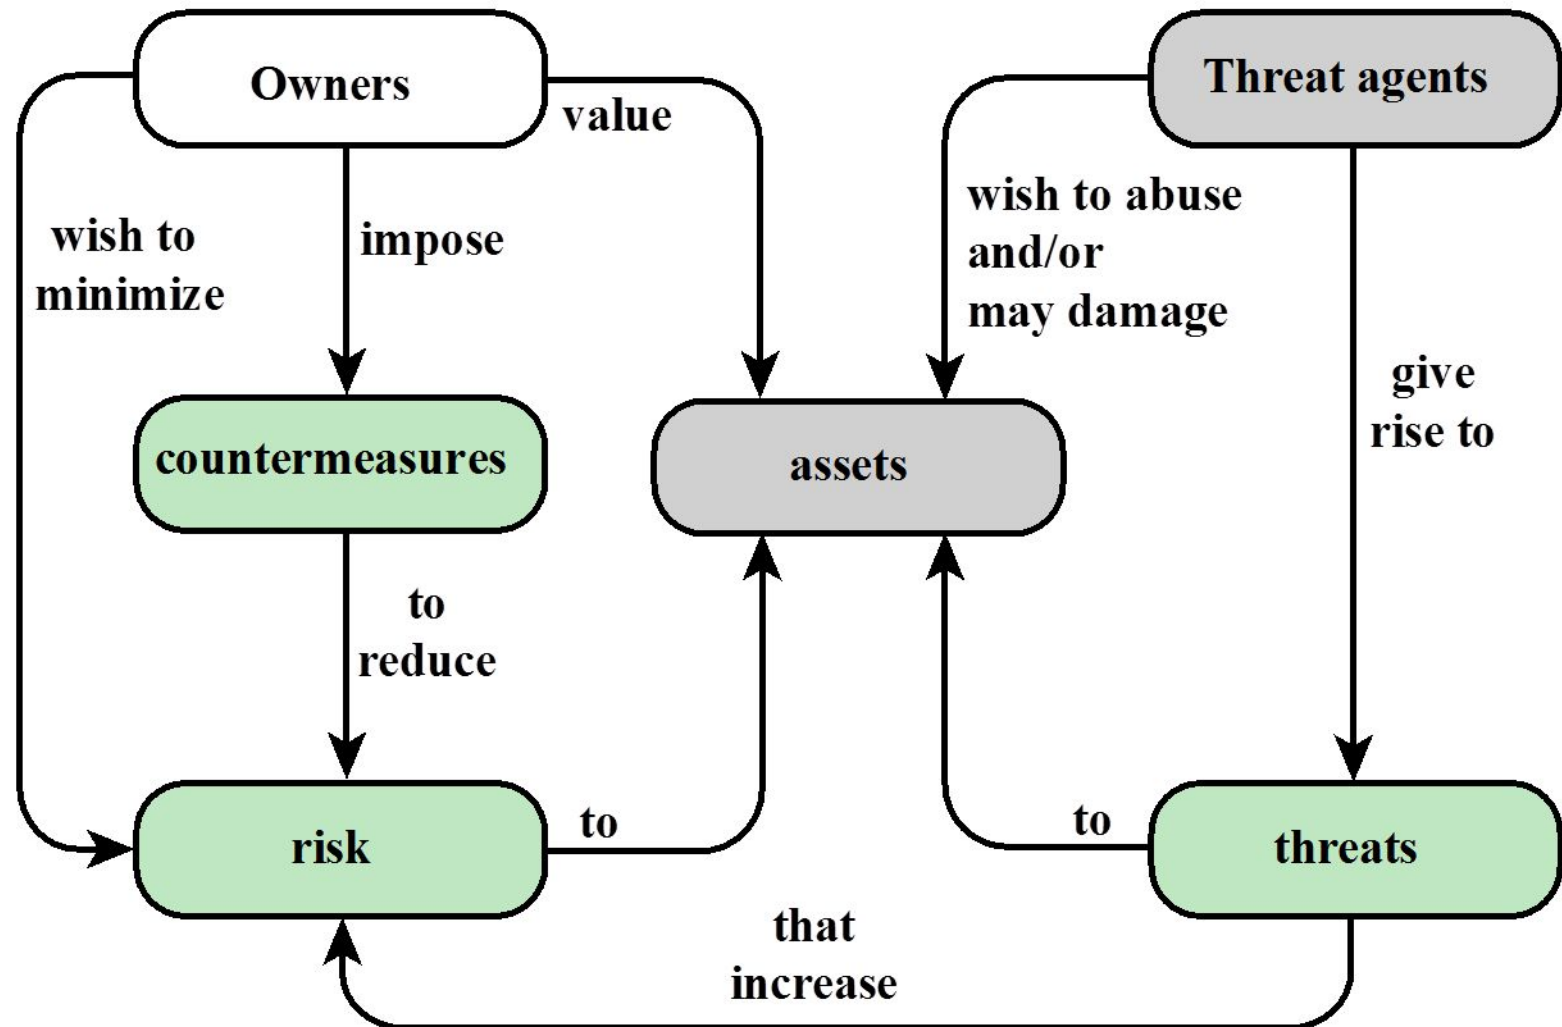 Owners
Threat agents
value
wish to abuse
and/or
may damage
wish to
minimize
impose
give
rise to
countermeasures
assets
to
reduce
risk
to
to
threats
that
increase